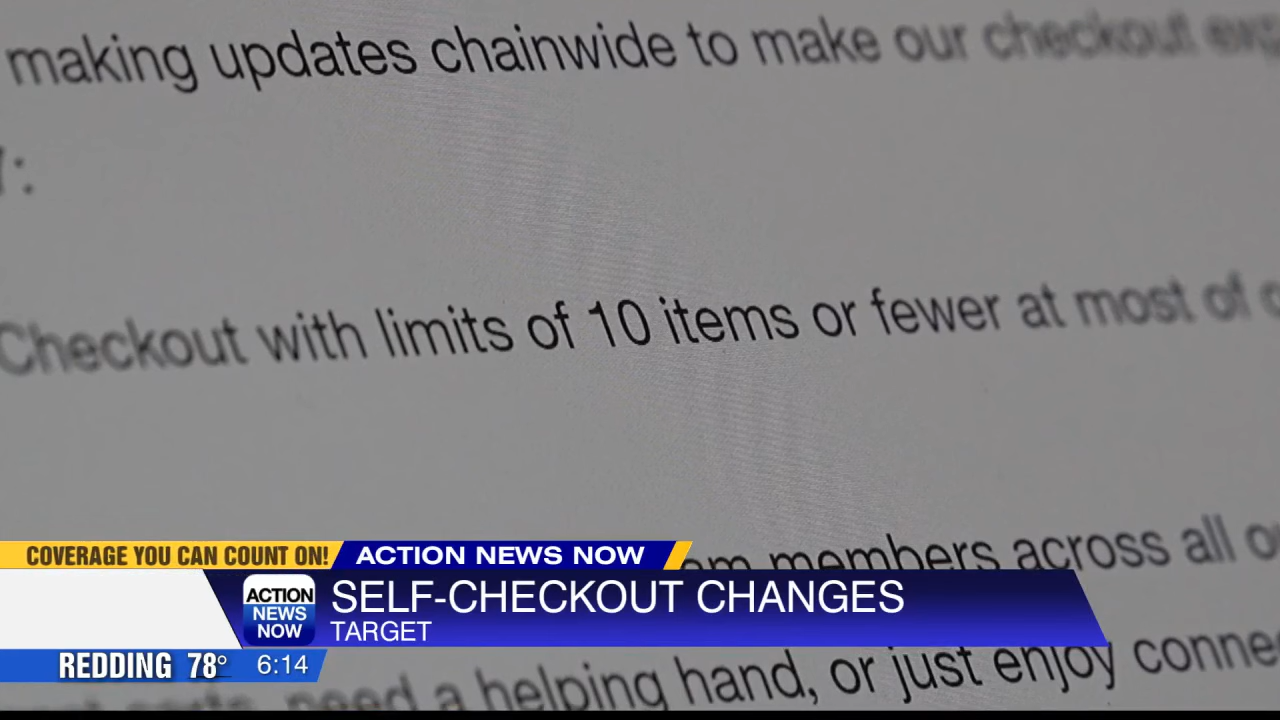 making updates chainwide to make our checkout
Checkout with limits of 10 items or fewer at most of
members across all
need a helping hand, or just enjoy
COVERAGE YOU CAN COUNT ON!
ACTION NEWS NOW
ACTION
NEWS
NOW
SELF-CHECKOUT CHANGES
TARGET
REDDING 78° 6:14